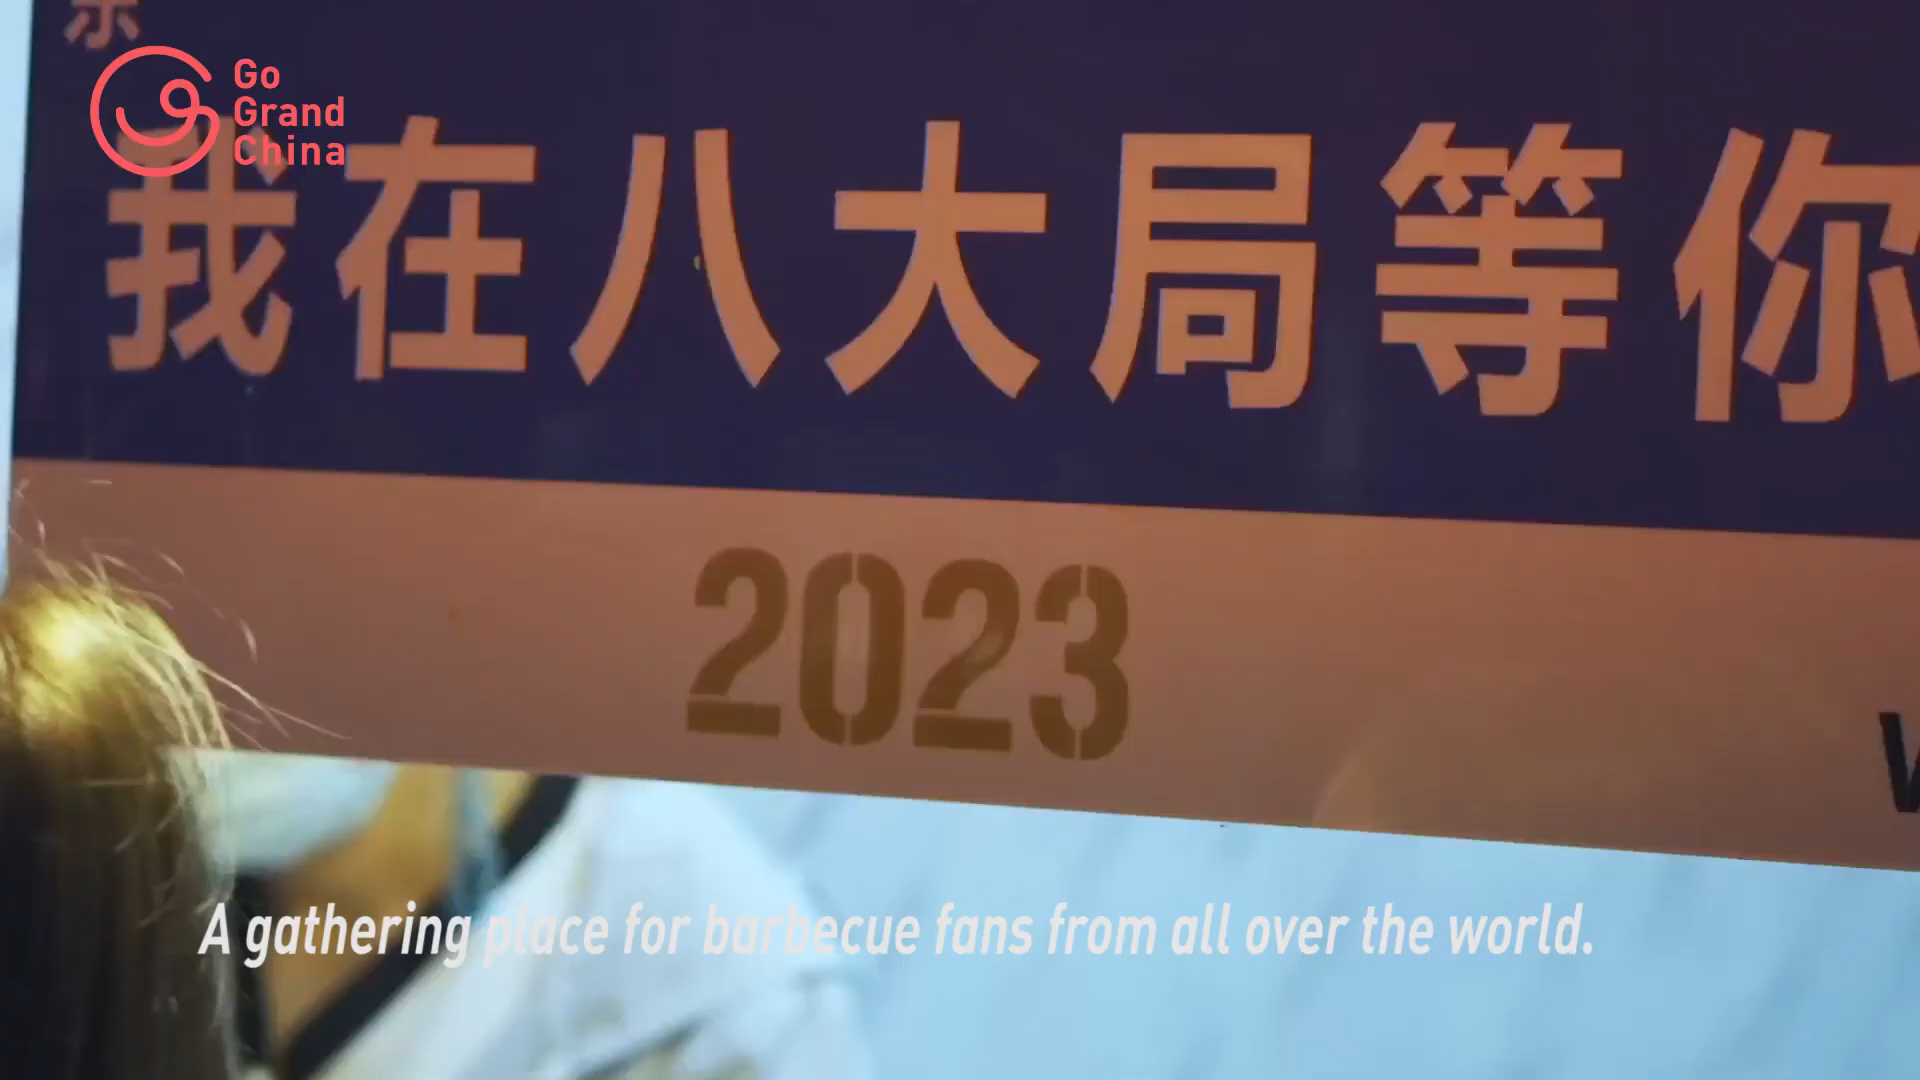 Go
Grand
China
我在八大局等你
2023
A gathering place for barbecue fans from all over the world.